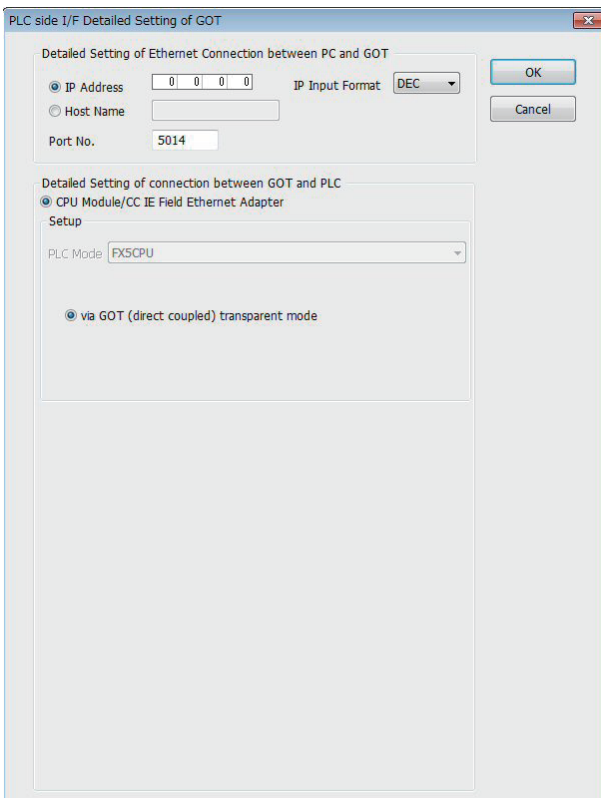 PLC side I/F Detailed Setting of GOT
Detailed Setting of Ethernet Connection between PC and GOT
IP Address 0 0 0 0 IP Input Format DEC
OK
Host Name
Cancel
Port No. 5014
Detailed Setting of connection between GOT and PLC
CPU Module/CC IE Field Ethernet Adapter
Setup
PLC Mode FX5CPU
via GOT (direct coupled) transparent mode